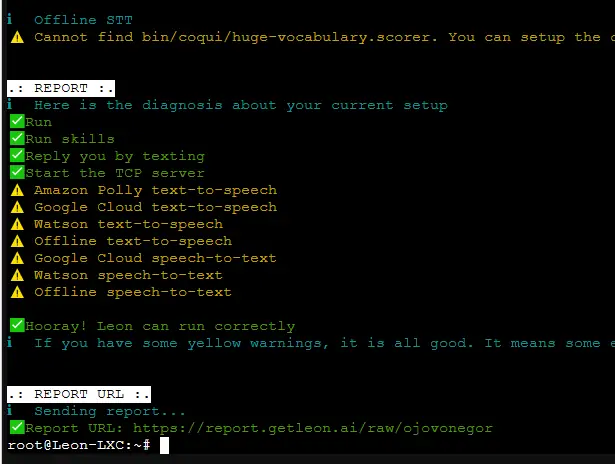 ℹ Offline STT
⚠ Cannot find bin/coqui/huge-vocabulary.scorer. You can setup the
.: REPORT :.
ℹ Here is the diagnosis about your current setup
✅Run
✅Run skills
✅Reply you by texting
✅Start the TCP server
⚠ Amazon Polly text-to-speech
⚠ Google Cloud text-to-speech
⚠ Watson text-to-speech
⚠ Offline text-to-speech
⚠ Google Cloud speech-to-text
⚠ Watson speech-to-text
⚠ Offline speech-to-text
✅Hooray! Leon can run correctly
ℹ If you have some yellow warnings, it is all good. It means some
.: REPORT URL :.
ℹ Sending report...
✅Report URL: https://report.getleon.ai/raw/ojovonegor
root@Leon-LXC:~#